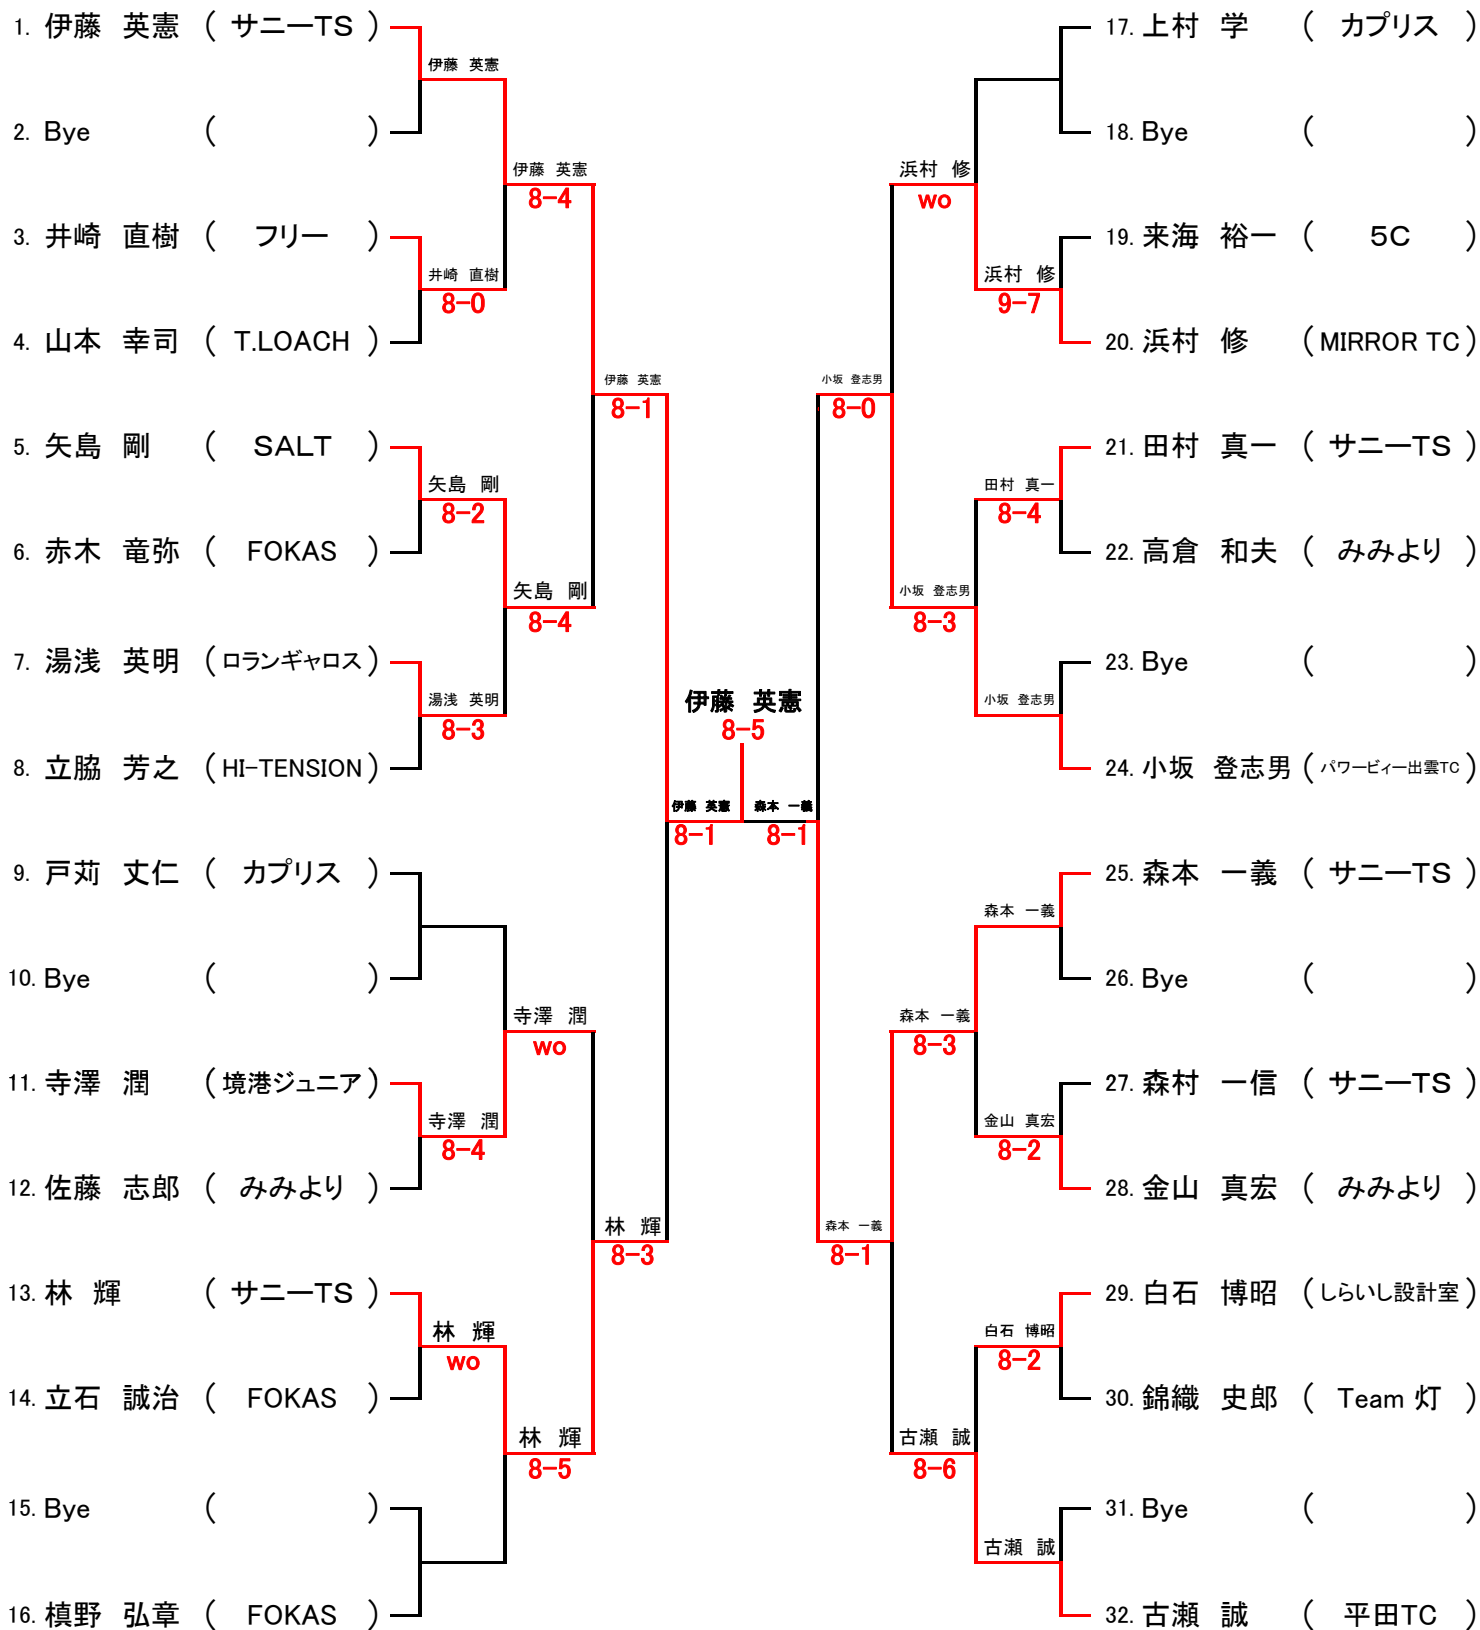 1. 伊藤 英憲 ( サニーTS )
伊藤 英憲
2. Bye ( )
伊藤 英憲
8-4
3. 井崎 直樹 ( フリー )
井崎 直樹
8-0
4. 山本 幸司 ( T.LOACH )
伊藤 英憲
8-1
5. 矢島 剛 ( SALT )
矢島 剛
8-2
6. 赤木 竜弥 ( FOKAS )
矢島 剛
8-4
7. 湯浅 英明 ( ロランギャロス )
湯浅 英明
8-3
8. 立脇 芳之 ( HI-TENSION )
伊藤 英憲
8-5
伊藤 英憲
8-1
森本 一義
8-1
9. 戸苅 丈仁 ( カプリス )
10. Bye ( )
寺澤 潤
wo
11. 寺澤 潤 ( 境港ジュニア )
寺澤 潤
8-4
12. 佐藤 志郎 ( みみより )
林 輝
8-3
13. 林 輝 ( サニーTS )
林 輝
wo
14. 立石 誠治 ( FOKAS )
林 輝
8-5
15. Bye ( )
16. 槙野 弘章 ( FOKAS )
17. 上村 学 ( カプリス )
18. Bye ( )
浜村 修
wo
19. 来海 裕一 ( 5C )
浜村 修
9-7
20. 浜村 修 ( MIRROR TC )
小坂 登志男
8-0
21. 田村 真一 ( サニーTS )
田村 真一
8-4
22. 高倉 和夫 ( みみより )
小坂 登志男
8-3
23. Bye ( )
小坂 登志男
24. 小坂 登志男 ( パワービィー出雲TC )
25. 森本 一義 ( サニーTS )
森本 一義
26. Bye ( )
森本 一義
8-3
27. 森村 一信 ( サニーTS )
金山 真宏
8-2
28. 金山 真宏 ( みみより )
森本 一義
8-1
29. 白石 博昭 ( しらいし設計室 )
白石 博昭
8-2
30. 錦織 史郎 ( Team 灯 )
古瀬 誠
8-6
31. Bye ( )
古瀬 誠
32. 古瀬 誠 ( 平田TC )